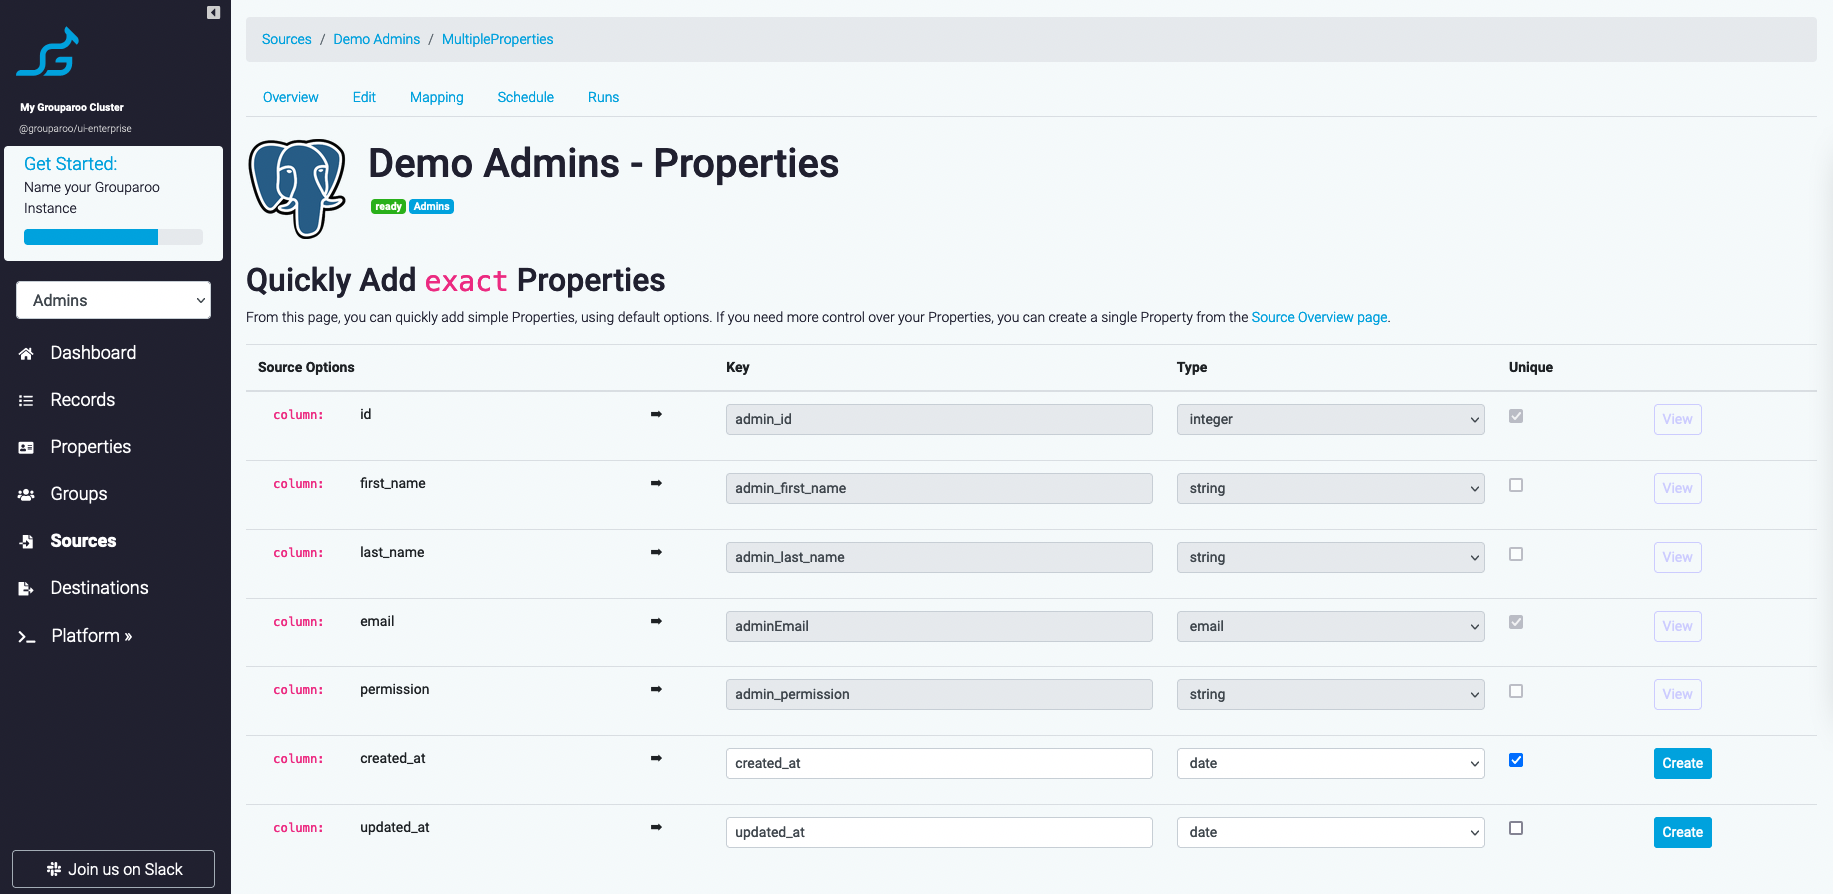 My Grouparoo Cluster
@grouparoo/ui-enterprise
Get Started:
Name your Grouparoo
Instance
Admins
Dashboard
Records
Properties
Groups
Sources
Destinations
Platform »
Join us on Slack
Sources / Demo Admins / MultipleProperties
Overview Edit Mapping Schedule Runs
Demo Admins - Properties
ready Admins
Quickly Add exact Properties
From this page, you can quickly add simple Properties, using default options. If you need more control over your Properties, you can create a single Property from the Source Overview page.
Source Options Key Type Unique
column: id ➡ admin_id integer View
column: first_name ➡ admin_first_name string View
column: last_name ➡ admin_last_name string View
column: email ➡ adminEmail email View
column: permission ➡ admin_permission string View
column: created_at ➡ created_at date Create
column: updated_at ➡ updated_at date Create